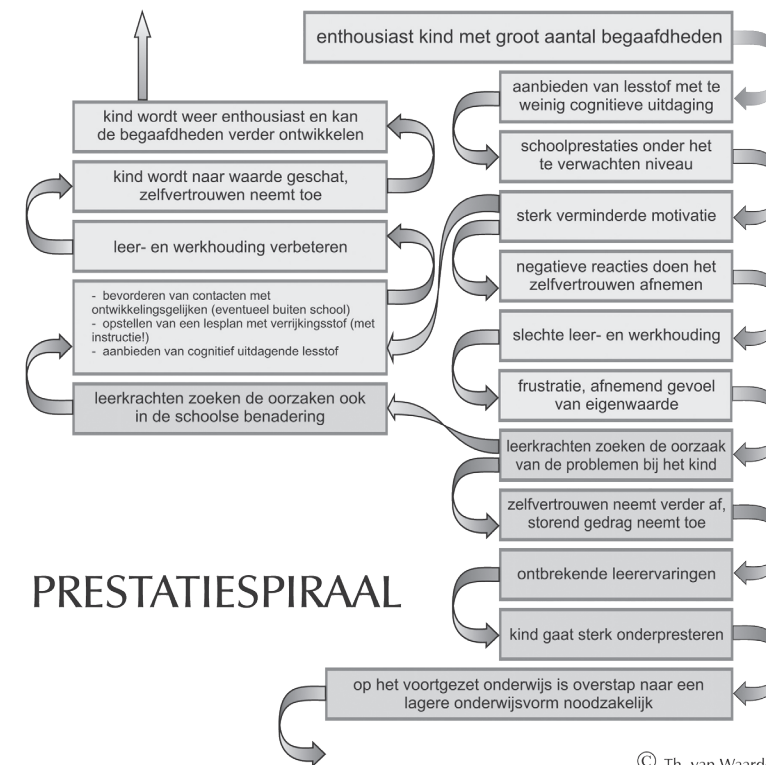 enthousiast kind met groot aantal begaafdheden
aanbieden van lesstof met te
weinig cognitieve uitdaging
schoolprestaties onder het
te verwachten niveau
sterk verminderde motivatie
negatieve reacties doen het
zelfvertrouwen afnemen
slechte leer- en werkhouding
frustratie, afnemend gevoel
van eigenwaarde
leerkrachten zoeken de oorzaak
van de problemen bij het kind
zelfvertrouwen neemt verder af,
storend gedrag neemt toe
ontbrekende leerervaringen
kind gaat sterk onderpresteren
op het voortgezet onderwijs is overstap naar een
lagere onderwijsvorm noodzakelijk
kind wordt weer enthousiast en kan
de begaafdheden verder ontwikkelen
kind wordt naar waarde geschat,
zelfvertrouwen neemt toe
leer- en werkhouding verbeteren
- bevorderen van contacten met
ontwikkelingsgelijken (eventueel buiten school)
- opstellen van een lesplan met verrijkingsstof (met
instructie!)
- aanbieden van cognitief uitdagende lesstof
leerkrachten zoeken de oorzaken ook
in de schoolse benadering
PRESTATIESPIRAAL
© Th. van Waard